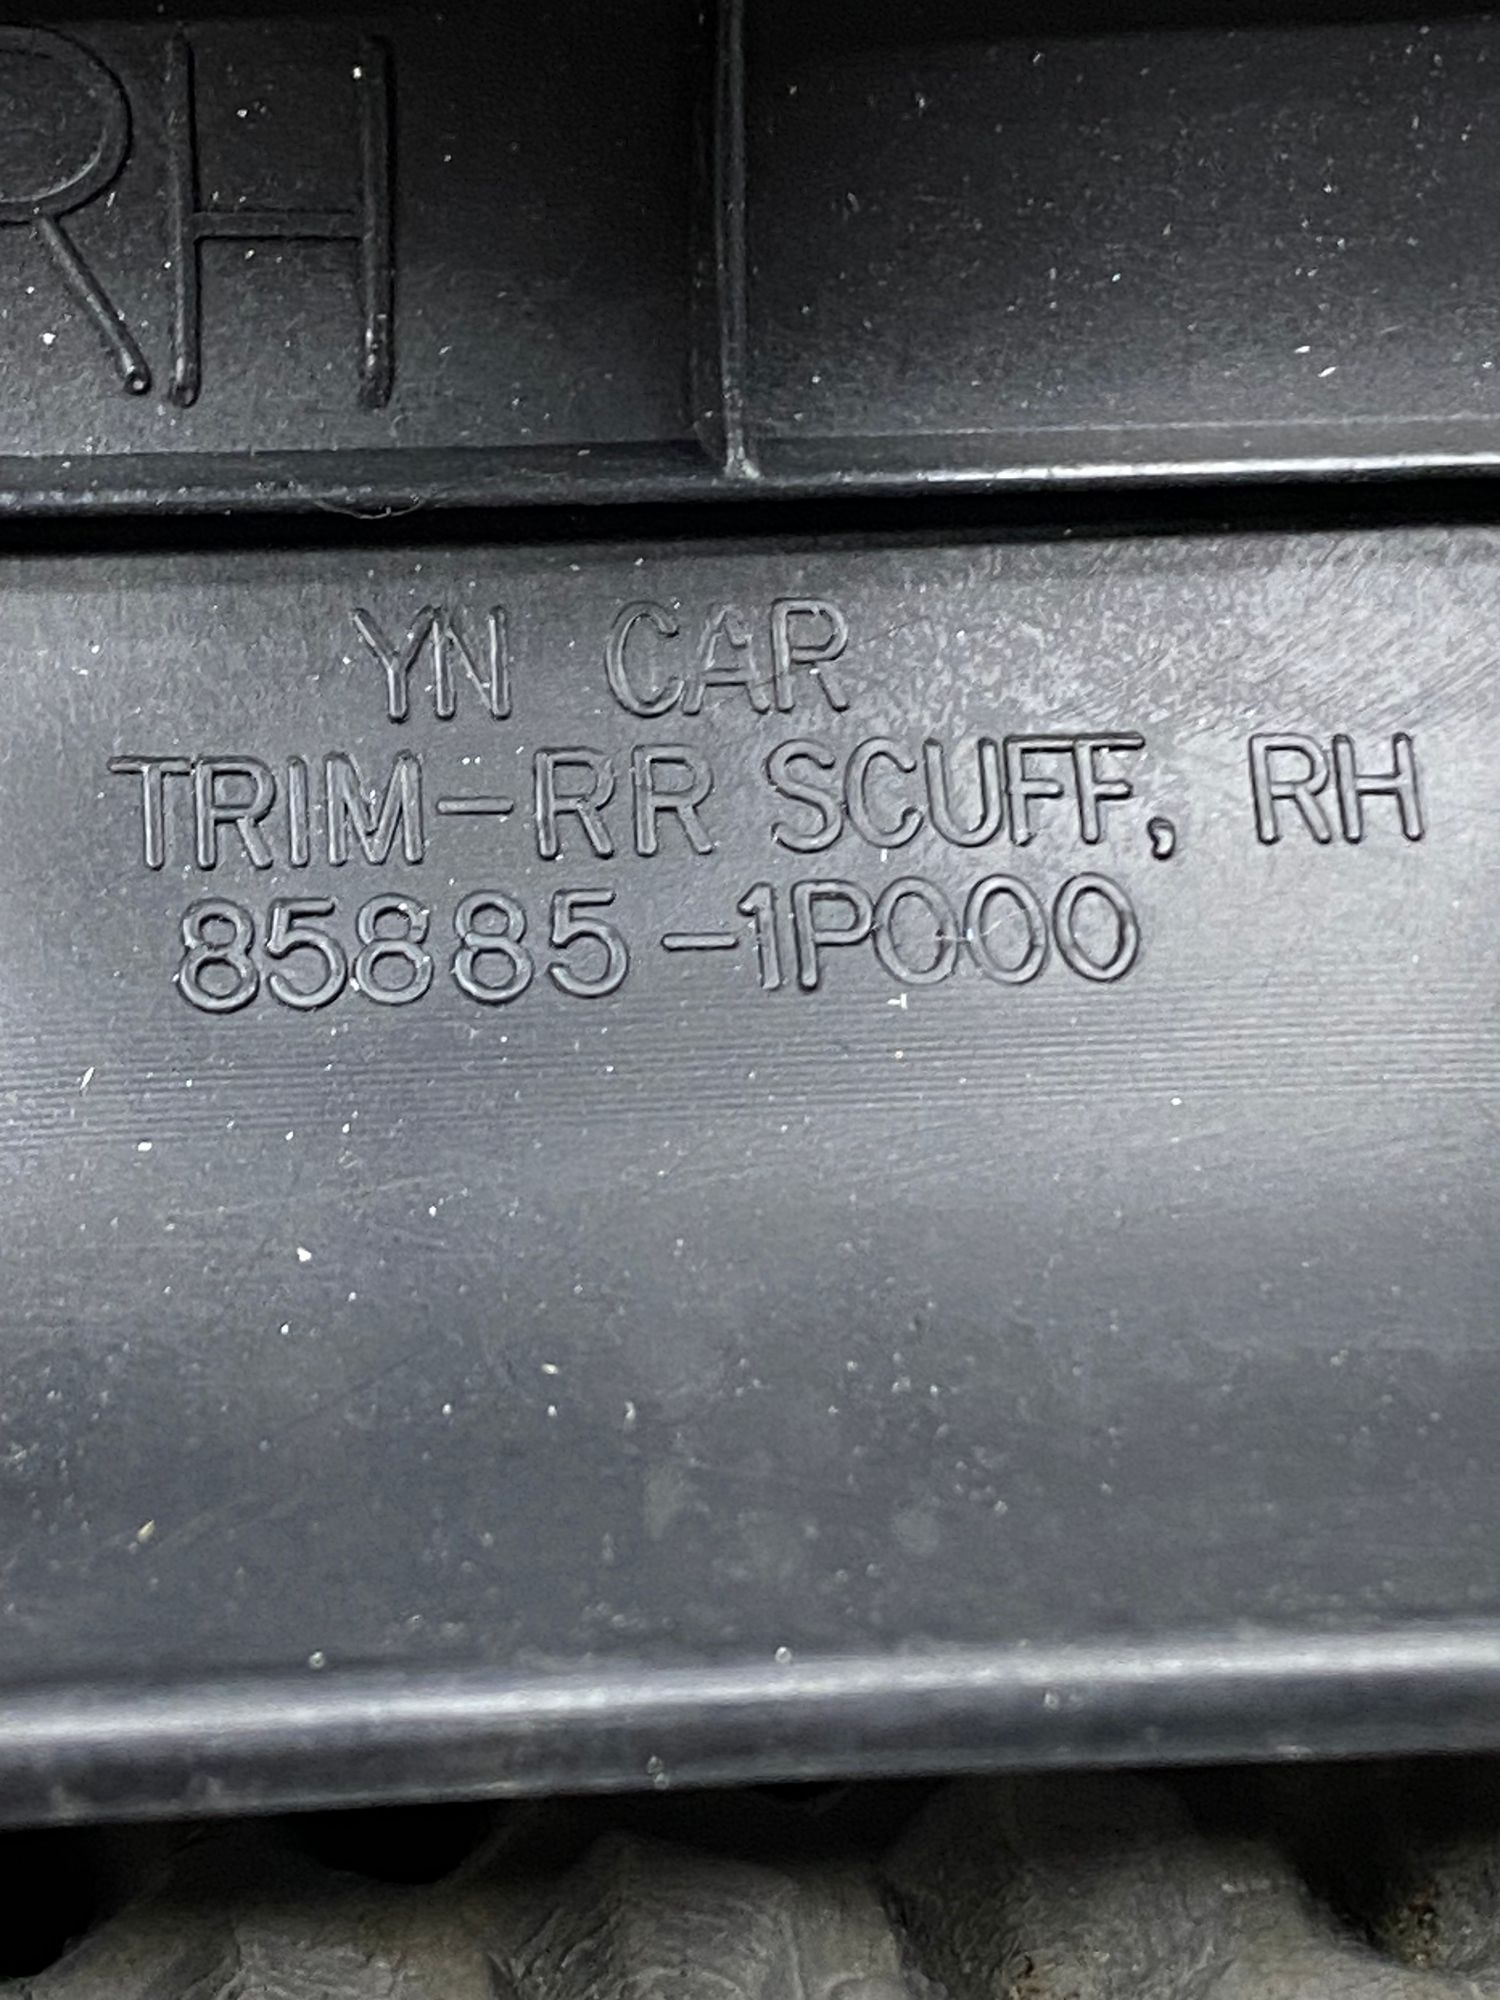 RH
YN CAR
TRIM-RR SCUFF, RH
85885-1P000